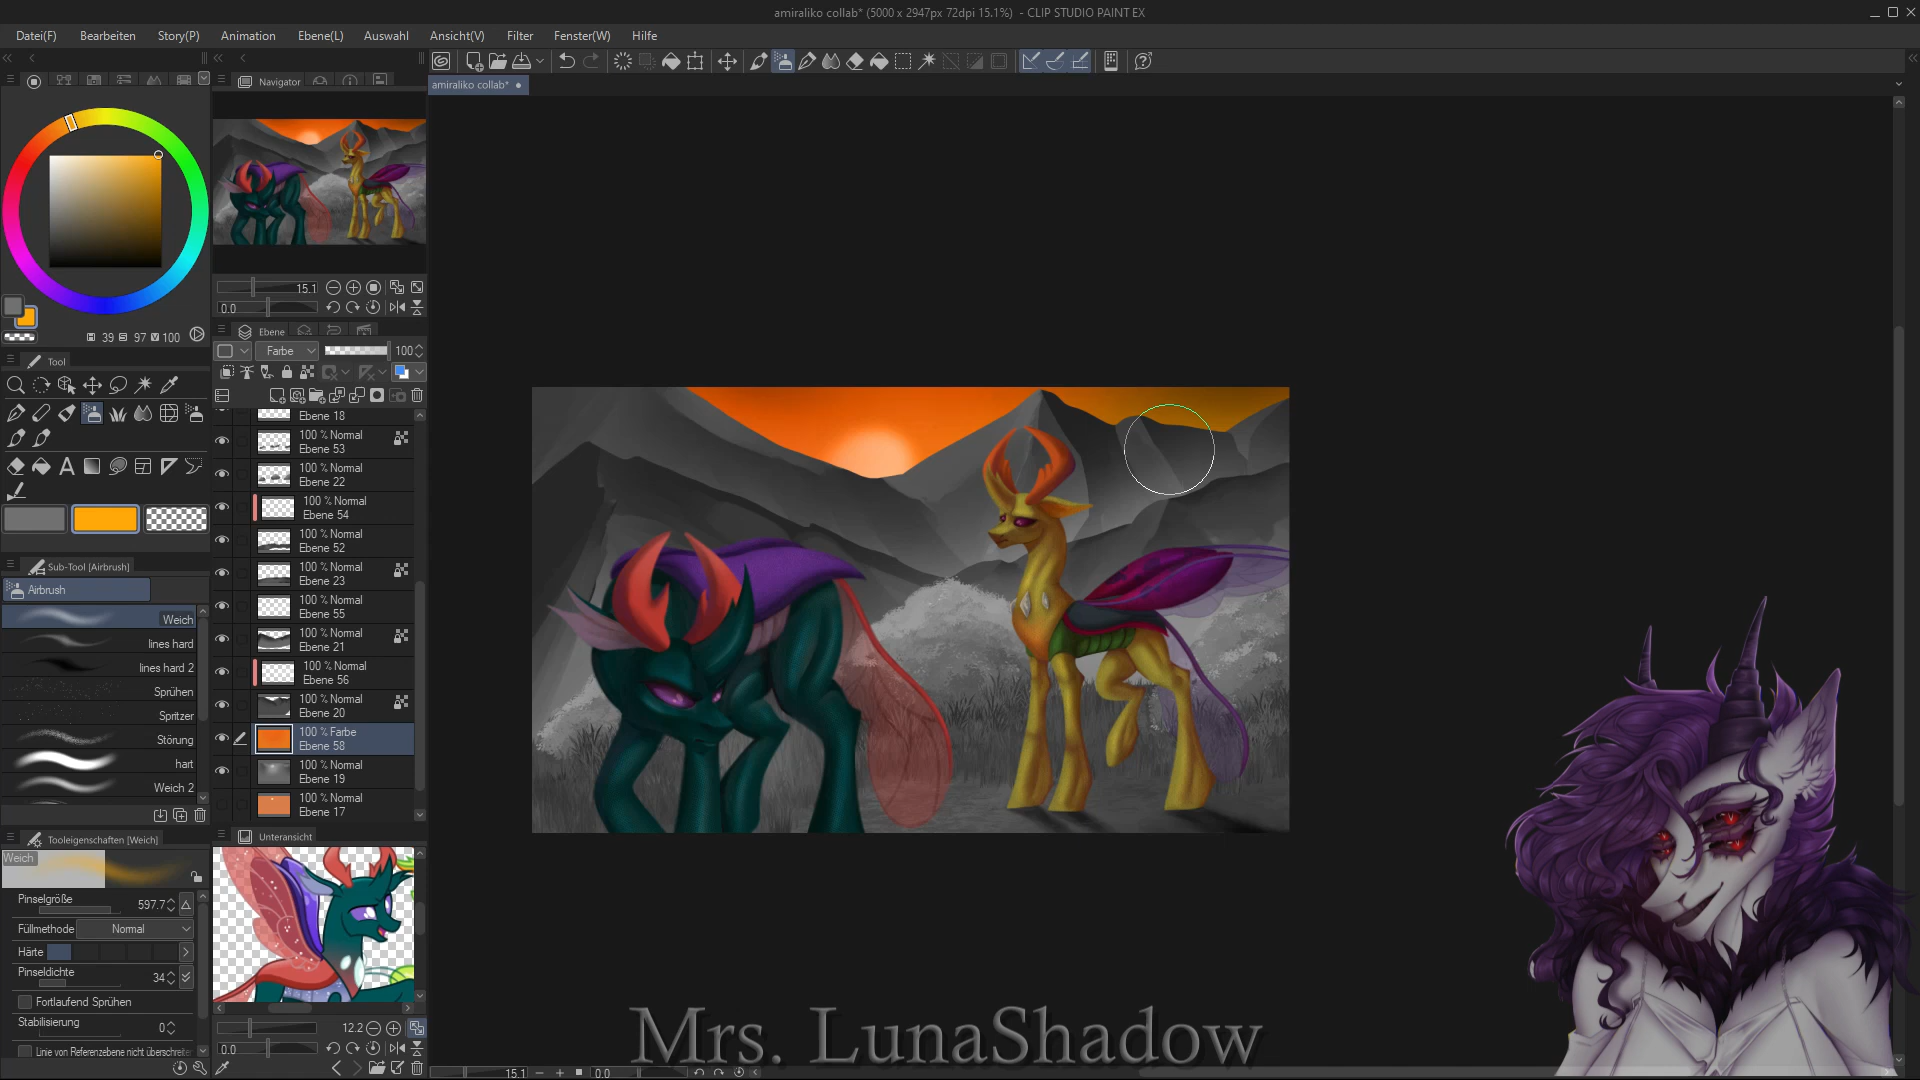 amiraliko collab* (5000 x 2947px 72dpi 15.1%) - CLIP STUDIO PAINT EX
Datei(F) Bearbeiten Story(P) Animation Ebene(L) Auswahl Ansicht(V) Filter Fenster(W) Hilfe
Navigator
amiraliko collab*
15.1
0.0
39 97 100
Ebene
Farbe 100
Tool
Ebene 18
100 % Normal
Ebene 53
100 % Normal
Ebene 22
100 % Normal
Ebene 54
100 % Normal
Ebene 52
100 % Normal
Ebene 23
100 % Normal
Ebene 55
100 % Normal
Ebene 21
100 % Normal
Ebene 56
100 % Normal
Ebene 20
100 % Farbe
Ebene 58
100 % Normal
Ebene 19
100 % Normal
Ebene 17
Sub-Tool [Airbrush]
Airbrush
Weich
lines hard
lines hard 2
Sprühen
Spritzer
Störung
hart
Weich 2
Tooleigenschaften [Weich]
Weich
Pinselgröße 597.7
Füllmethode Normal
Härte
Pinseldichte 34
Fortlaufend Sprühen
Stabilisierung 0
Linie von Referenzebene nicht überschreiten
Unteransicht
12.2
0.0
15.1 0.0
Mrs. LunaShadow